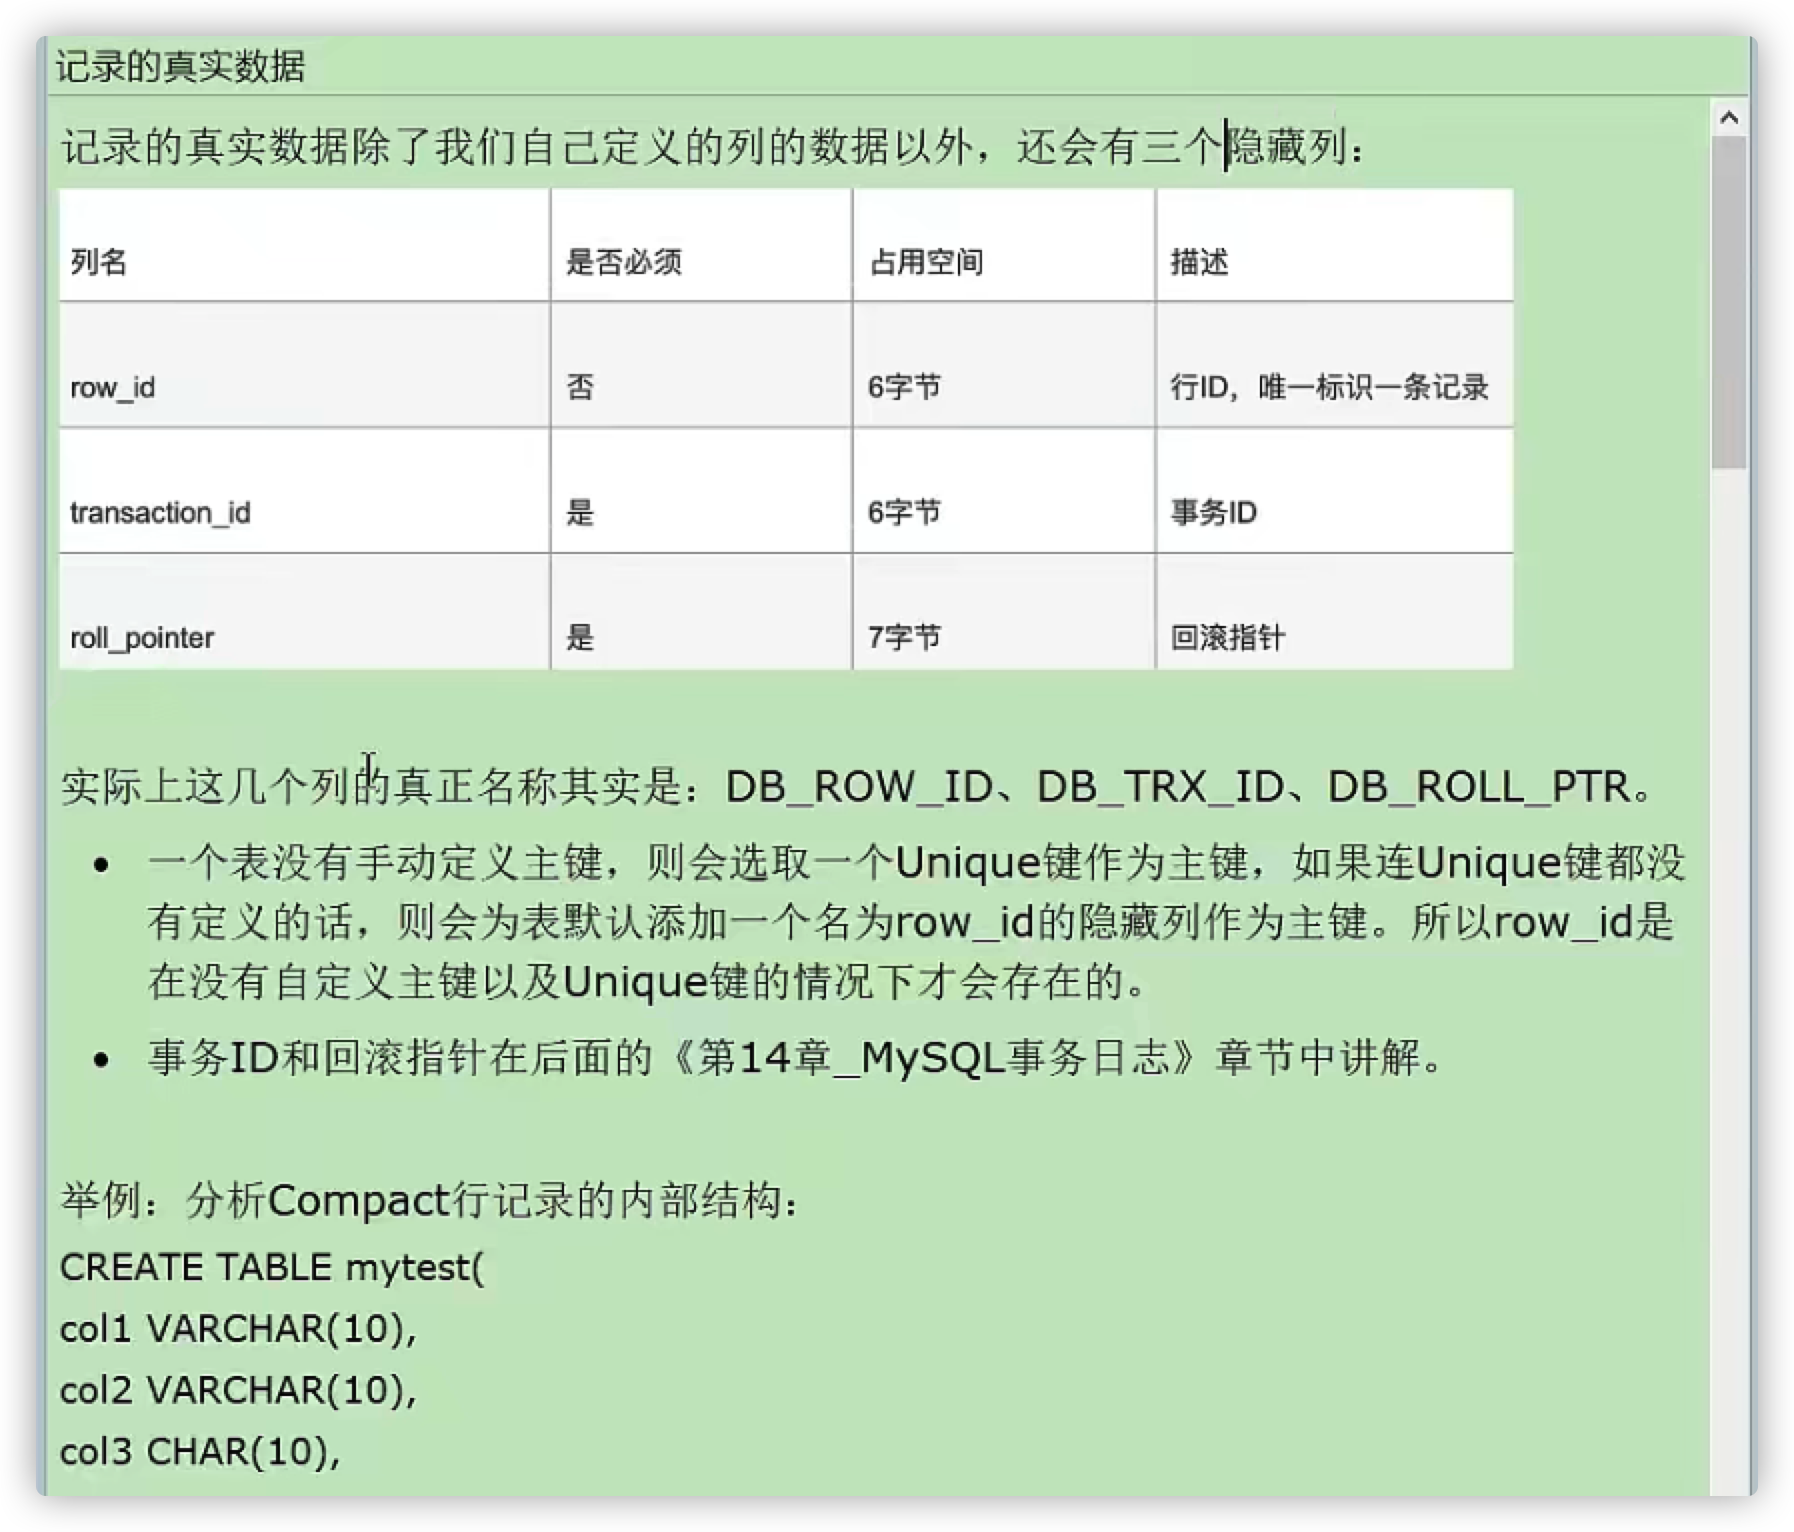 记录的真实数据
记录的真实数据除了我们自己定义的列的数据以外，还会有三个隐藏列：
列名 是否必须 占用空间 描述
row_id 否 6字节 行ID，唯一标识一条记录
transaction_id 是 6字节 事务ID
roll_pointer 是 7字节 回滚指针
实际上这几个列的真正名称其实是：DB_ROW_ID、DB_TRX_ID、DB_ROLL_PTR。
• 一个表没有手动定义主键，则会选取一个Unique键作为主键，如果连Unique键都没
有定义的话，则会为表默认添加一个名为row_id的隐藏列作为主键。所以row_id是
在没有自定义主键以及Unique键的情况下才会存在的。
• 事务ID和回滚指针在后面的《第14章_MySQL事务日志》章节中讲解。
举例：分析Compact行记录的内部结构：
CREATE TABLE mytest(
col1 VARCHAR(10),
col2 VARCHAR(10),
col3 CHAR(10),